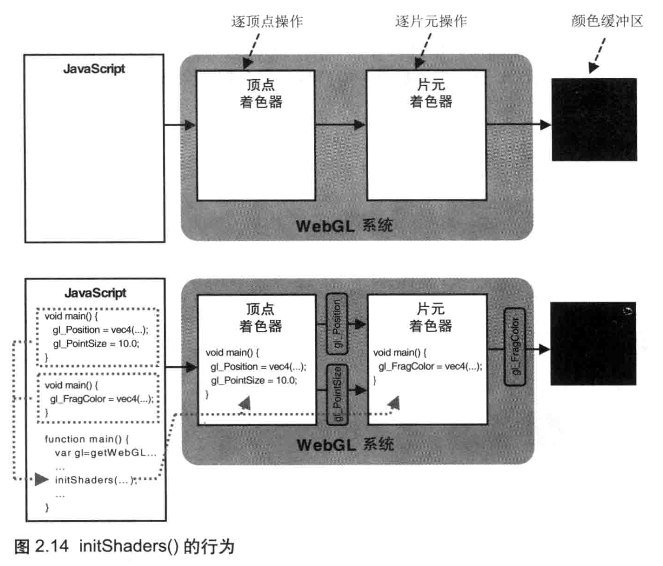 逐顶点操作
逐片元操作
颜色缓冲区
JavaScript
顶点
着色器
片元
着色器
WebGL 系统
JavaScript
void main() {
gl_Position = vec4(...);
gl_PointSize = 10.0;
}
void main() {
gl_FragColor = vec4(...);
}
function main() {
var gl=getWebGL...
...
initShaders(...);
...
}
顶点
着色器
void main() {
gl_Position = vec4(...);
gl_PointSize = 10.0;
}
gl_Position
gl_PointSize
片元
着色器
void main() {
gl_FragColor = vec4(...);
}
gl_FragColor
WebGL 系统
图 2.14 initShaders() 的行为